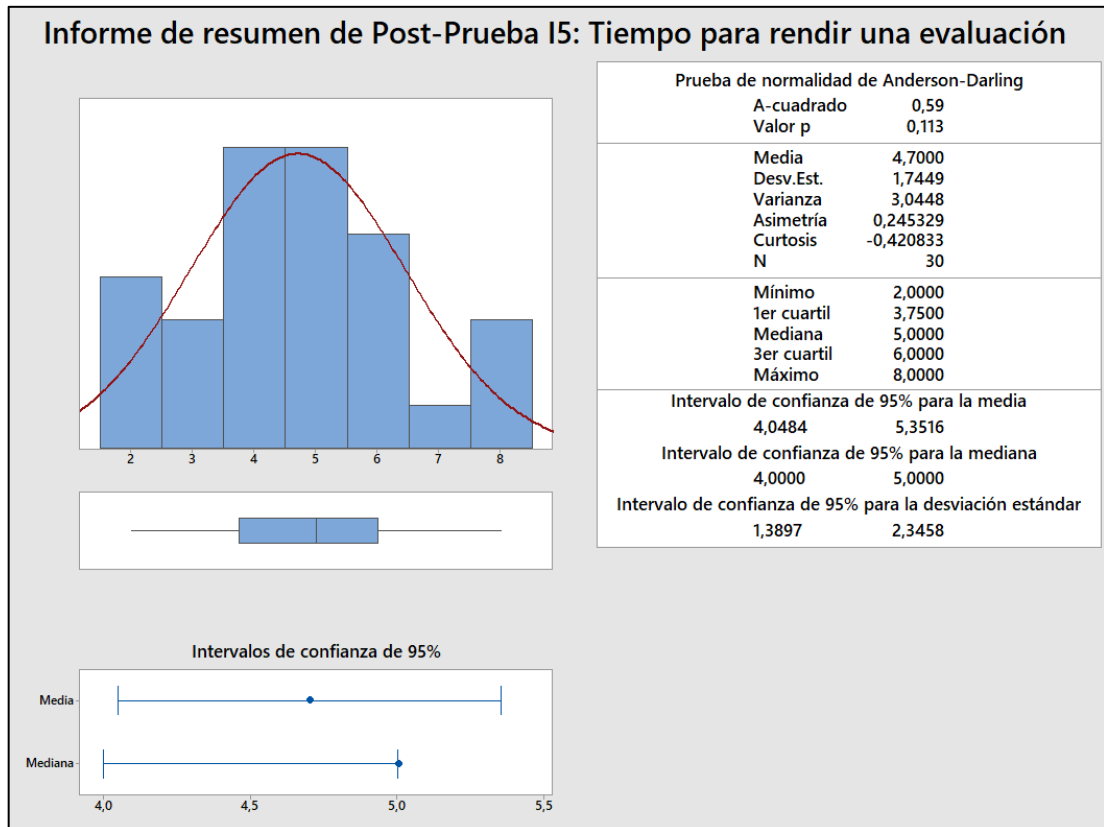 Informe de resumen de Post-Prueba I5: Tiempo para rendir una evaluación
2 3 4 5 6 7 8
Intervalos de confianza de 95%
Media
Mediana
4,0 4,5 5,0 5,5
Prueba de normalidad de Anderson-Darling
A-cuadrado 0,59
Valor p 0,113
Media 4,7000
Desv.Est. 1,7449
Varianza 3,0448
Asimetría 0,245329
Curtosis -0,420833
N 30
Mínimo 2,0000
1er cuartil 3,7500
Mediana 5,0000
3er cuartil 6,0000
Máximo 8,0000
Intervalo de confianza de 95% para la media
4,0484 5,3516
Intervalo de confianza de 95% para la mediana
4,0000 5,0000
Intervalo de confianza de 95% para la desviación estándar
1,3897 2,3458